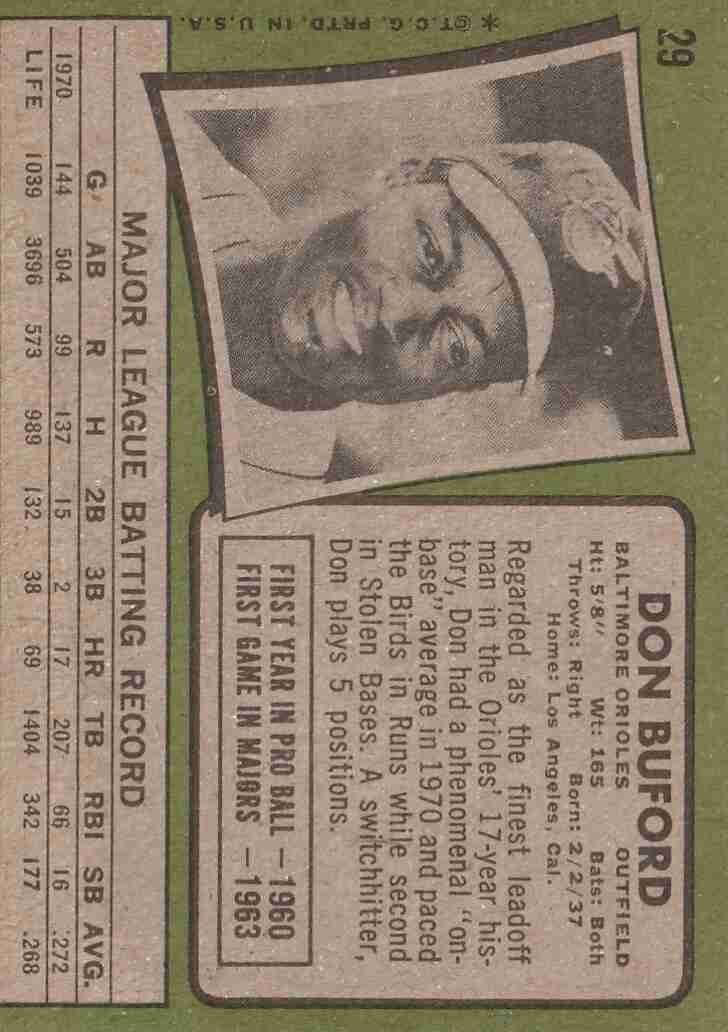 29
DON BUFORD
BALTIMORE ORIOLES OUTFIELD
Ht: 5'8" Wt: 165 Bats: Both
Throws: Right Born: 2/2/37
Home: Los Angeles, Cal.
Regarded as the finest leadoff
man in the Orioles' 17-year his-
tory, Don had a phenomenal "on-
base" average in 1970 and paced
the Birds in Runs while second
in Stolen Bases. A switchhitter,
Don plays 5 positions.
FIRST YEAR IN PRO BALL — 1960
FIRST GAME IN MAJORS — 1963
MAJOR LEAGUE BATTING RECORD
G AB R H 2B 3B HR TB RBI SB AVG.
1970 144 504 99 137 15 2 17 207 66 16 .272
LIFE 1039 3696 573 989 132 38 69 1404 342 177 .268
* © T.C.G. PRTD. IN U.S.A.